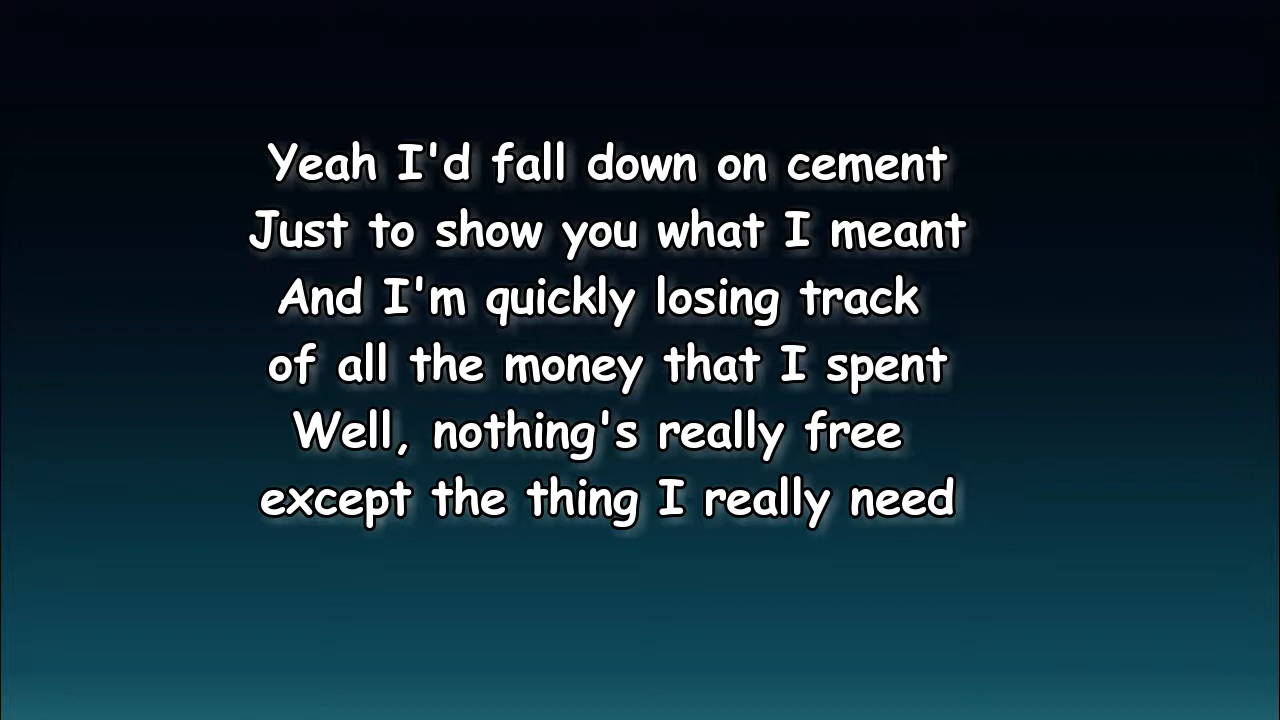 Yeah I'd fall down on cement
Just to show you what I meant
And I'm quickly losing track
of all the money that I spent
Well, nothing's really free
except the thing I really need